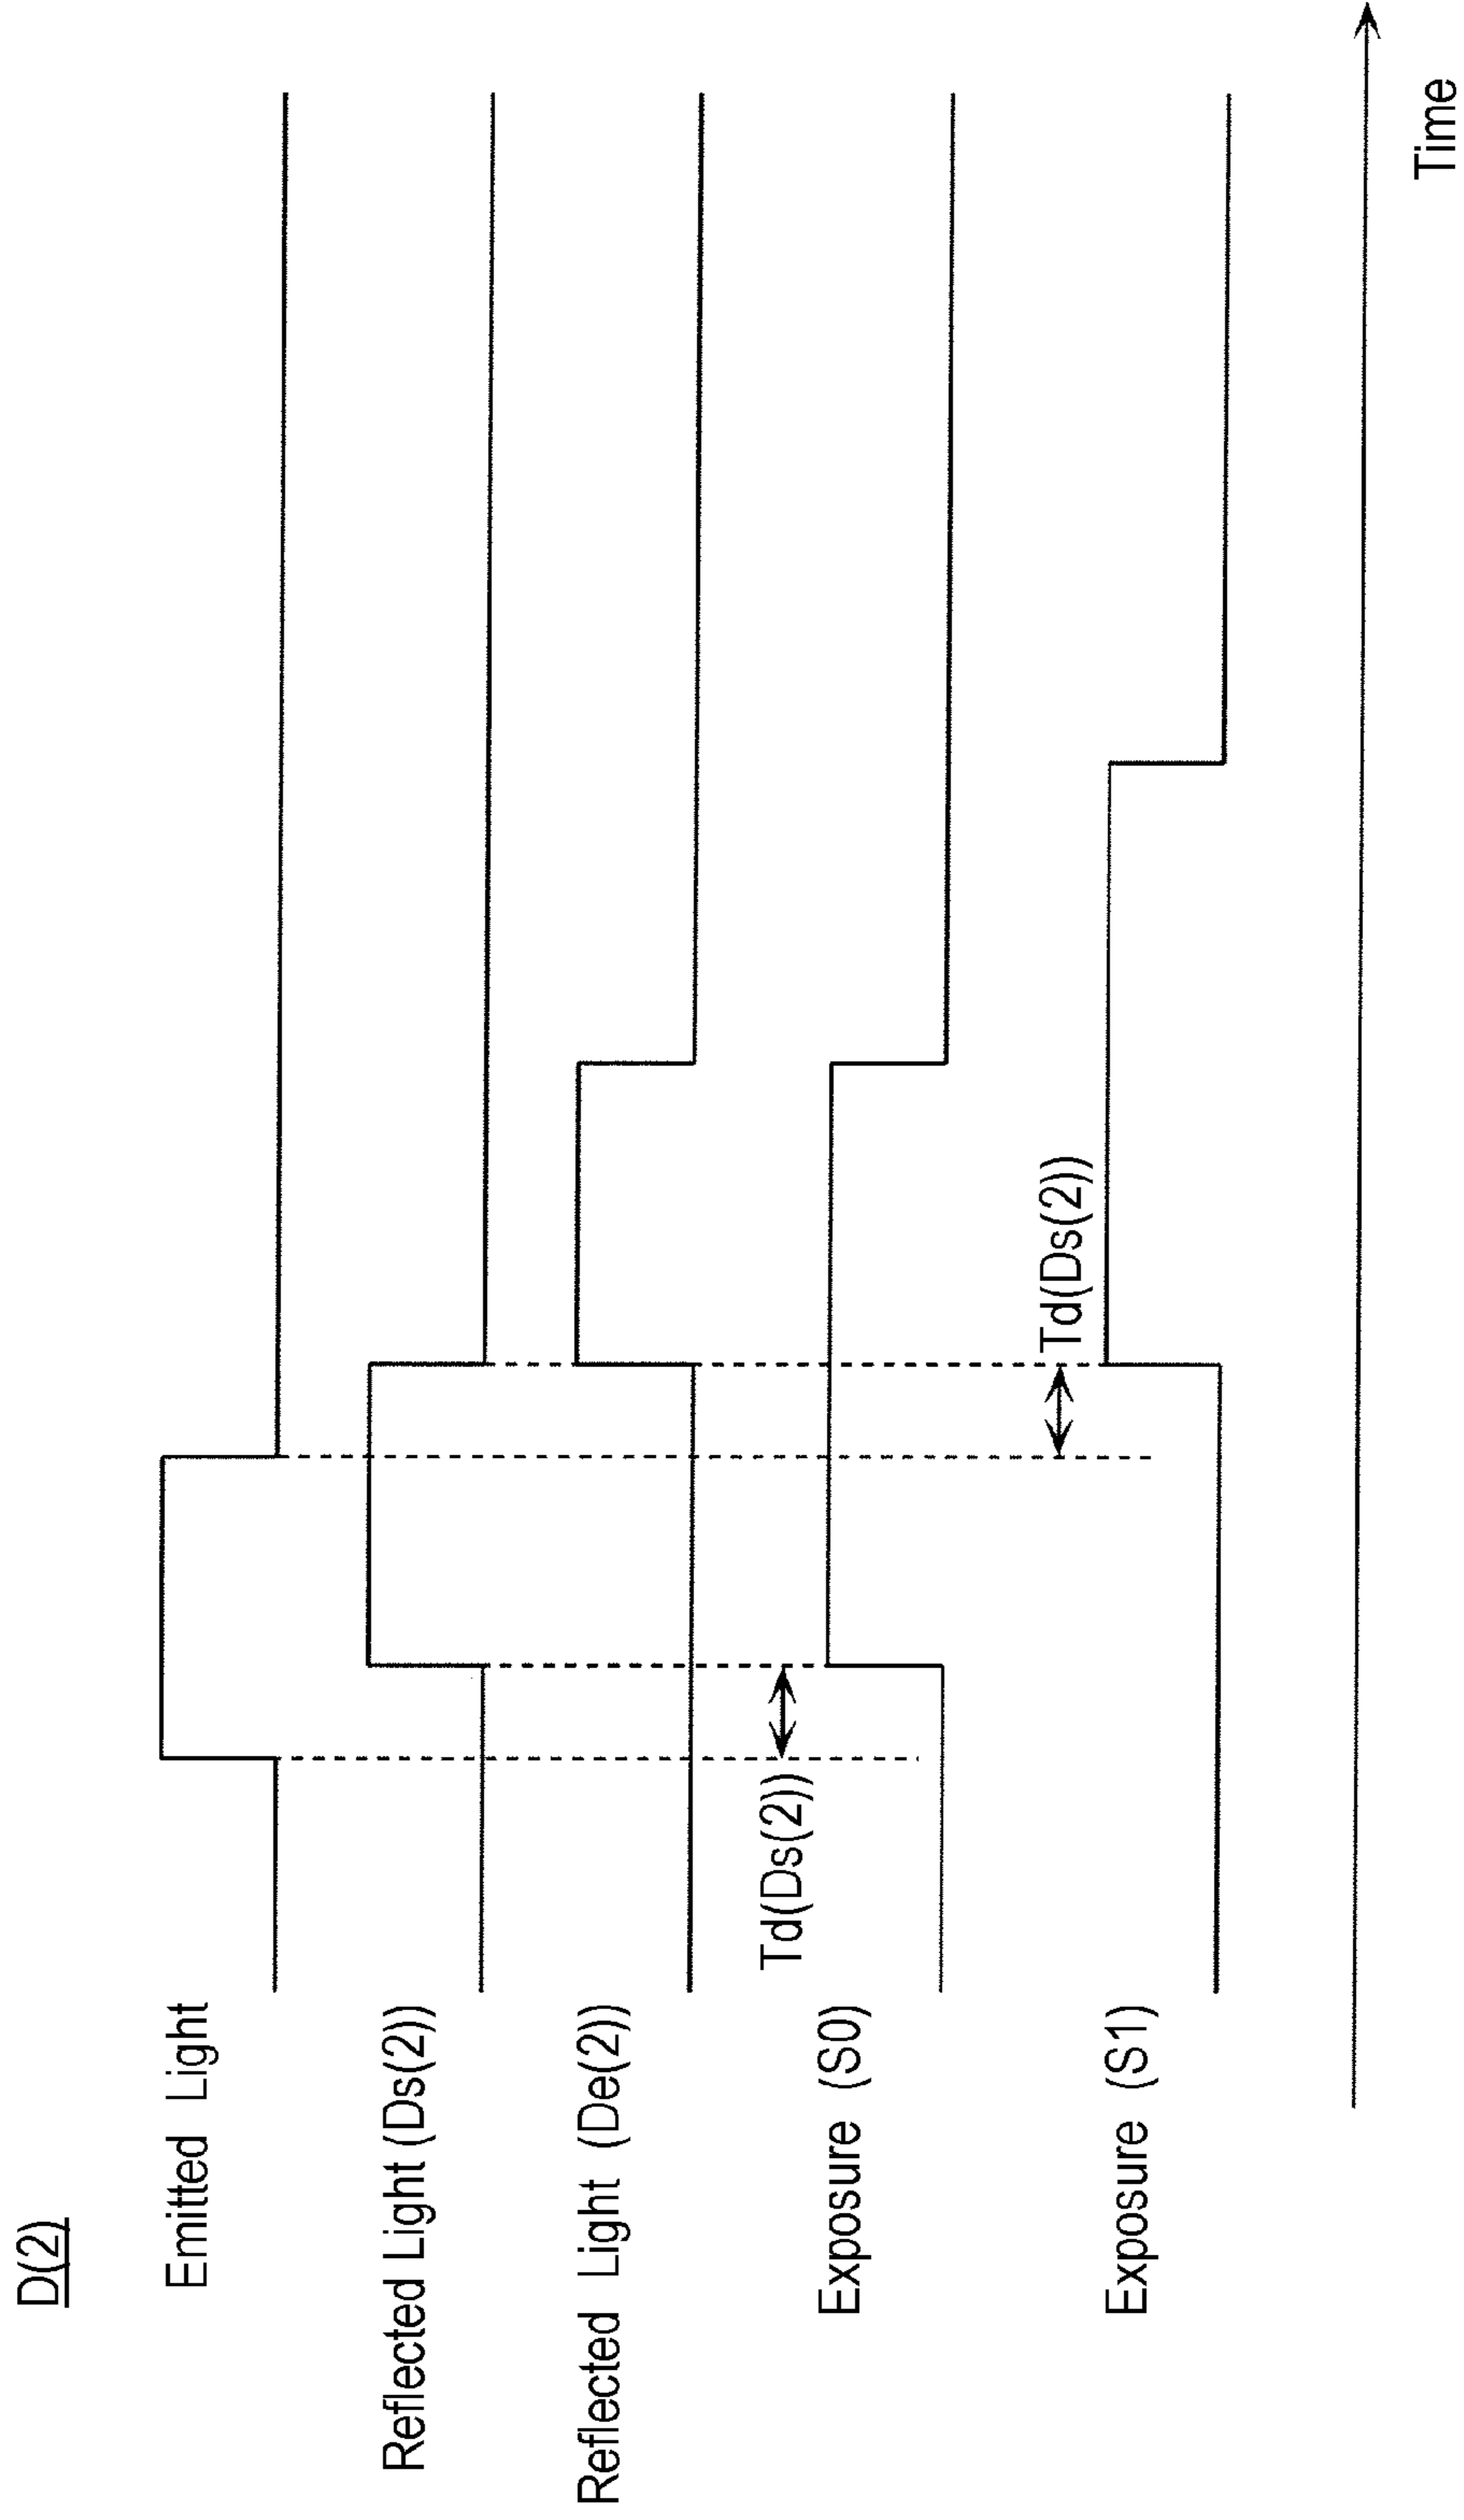 D(2)
Emitted Light
Reflected Light (Ds(2))
Reflected Light (De(2))
Td(Ds(2))
Exposure (S0)
Td(Ds(2))
Exposure (S1)
Time